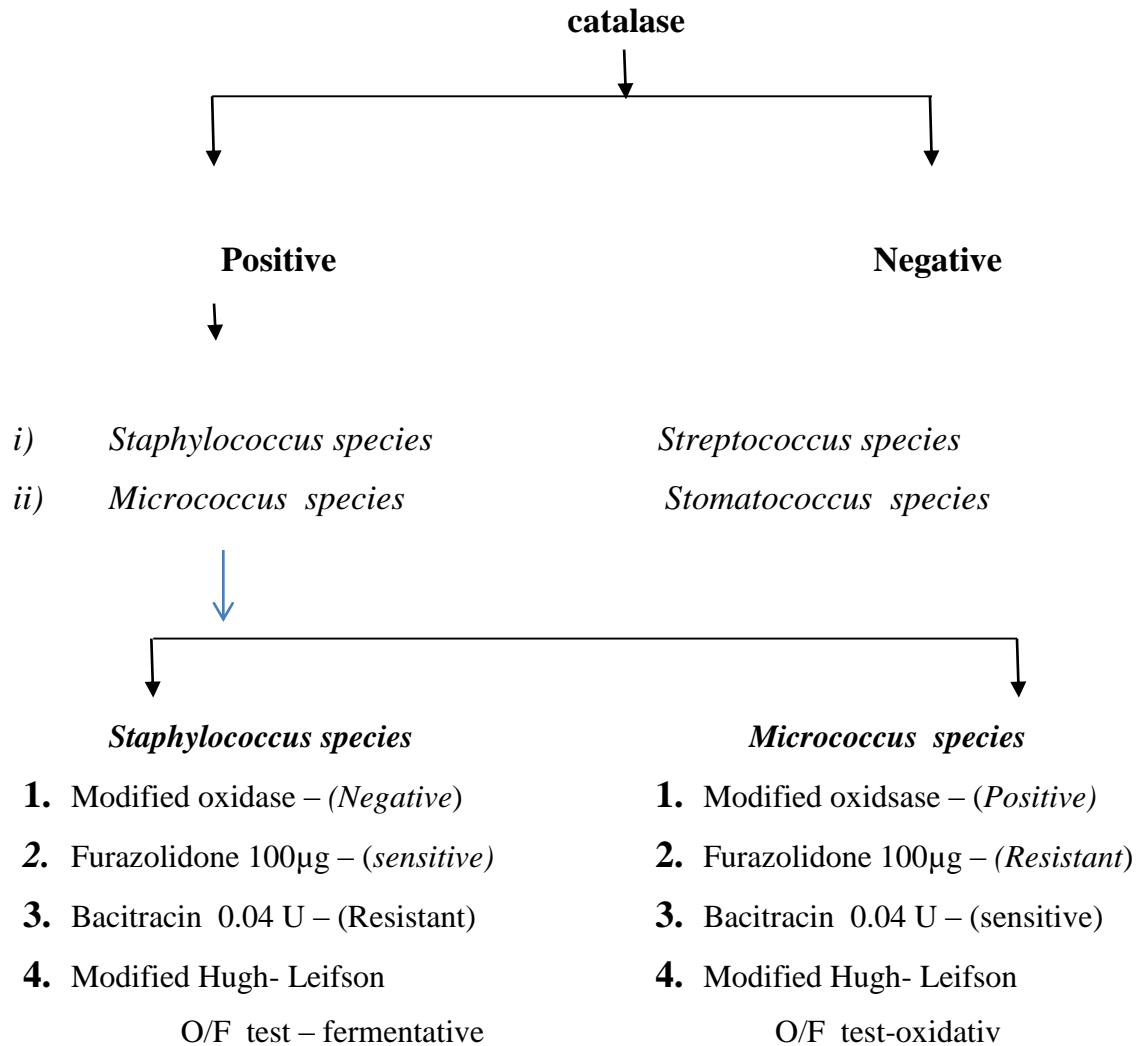 catalase
Positive Negative
i) Staphylococcus species Streptococcus species
ii) Micrococcus species Stomatococcus species
Staphylococcus species Micrococcus species
1. Modified oxidase – (Negative) 1. Modified oxidsase – (Positive)
2. Furazolidone 100µg – (sensitive) 2. Furazolidone 100µg – (Resistant)
3. Bacitracin 0.04 U – (Resistant) 3. Bacitracin 0.04 U – (sensitive)
4. Modified Hugh- Leifson 4. Modified Hugh- Leifson
O/F test – fermentative O/F test-oxidativ